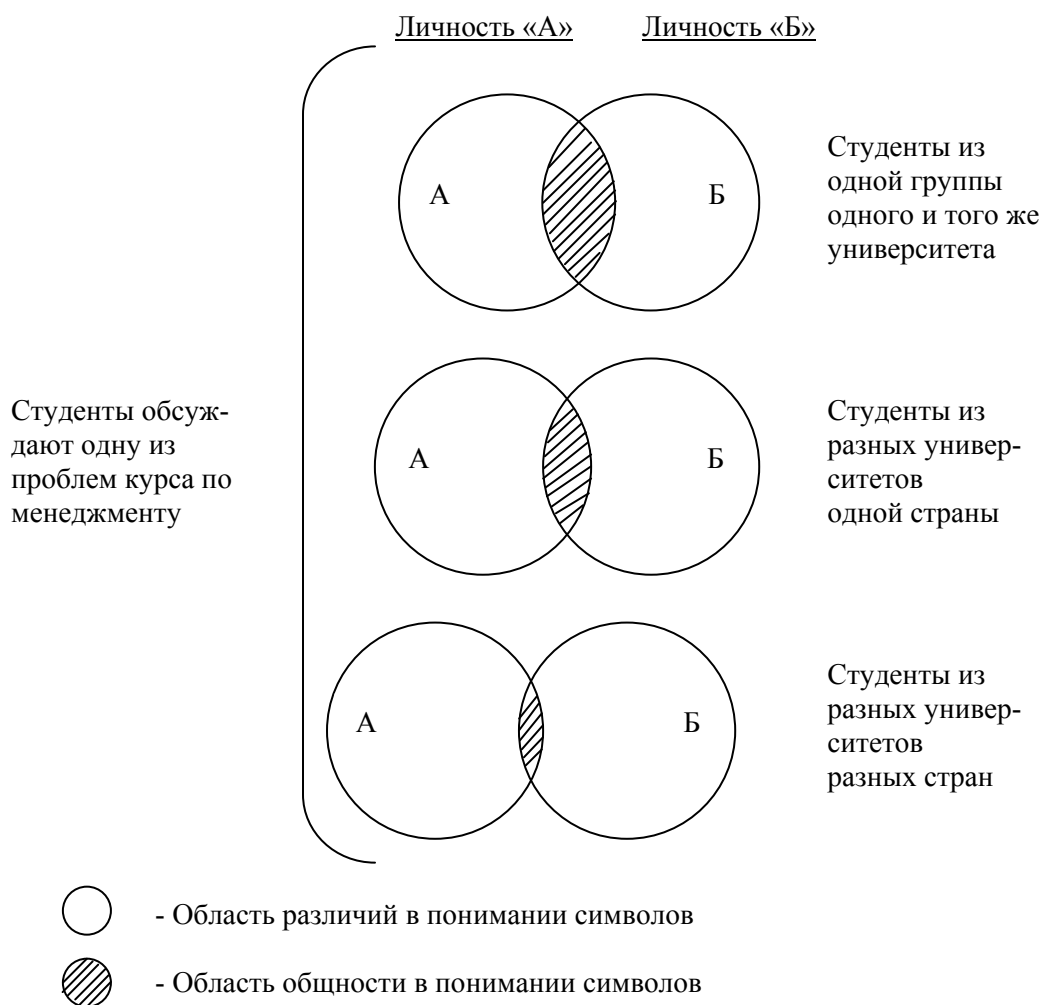 Личность «А» Личность «Б»
А
Б
Студенты из
одной группы
одного и того же
университета
Студенты обсуж-
дают одну из
проблем курса по
менеджменту
А
Б
Студенты из
разных универ-
ситетов
одной страны
А
Б
Студенты из
разных универ-
ситетов
разных стран
- Область различий в понимании символов
- Область общности в понимании символов